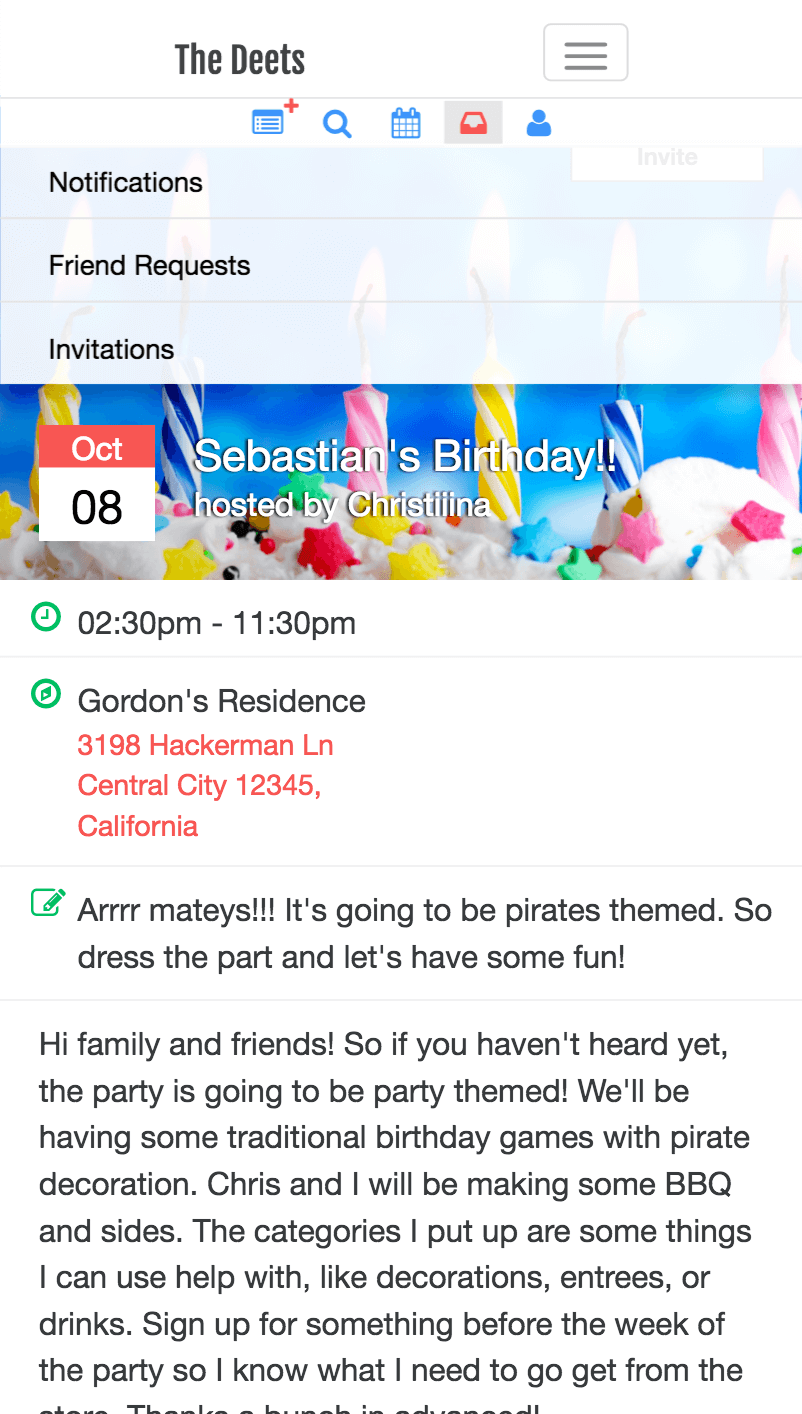 The Deets
Invite
Notifications
Friend Requests
Invitations
Oct
08
Sebastian's Birthday!!
hosted by Christiiiina
02:30pm - 11:30pm
Gordon's Residence
3198 Hackerman Ln
Central City 12345,
California
Arrrr mateys!!! It's going to be pirates themed. So
dress the part and let's have some fun!
Hi family and friends! So if you haven't heard yet,
the party is going to be party themed! We'll be
having some traditional birthday games with pirate
decoration. Chris and I will be making some BBQ
and sides. The categories I put up are some things
I can use help with, like decorations, entrees, or
drinks. Sign up for something before the week of
the party so I know what I need to go get from the
store. Thanks a bunch in advanced!